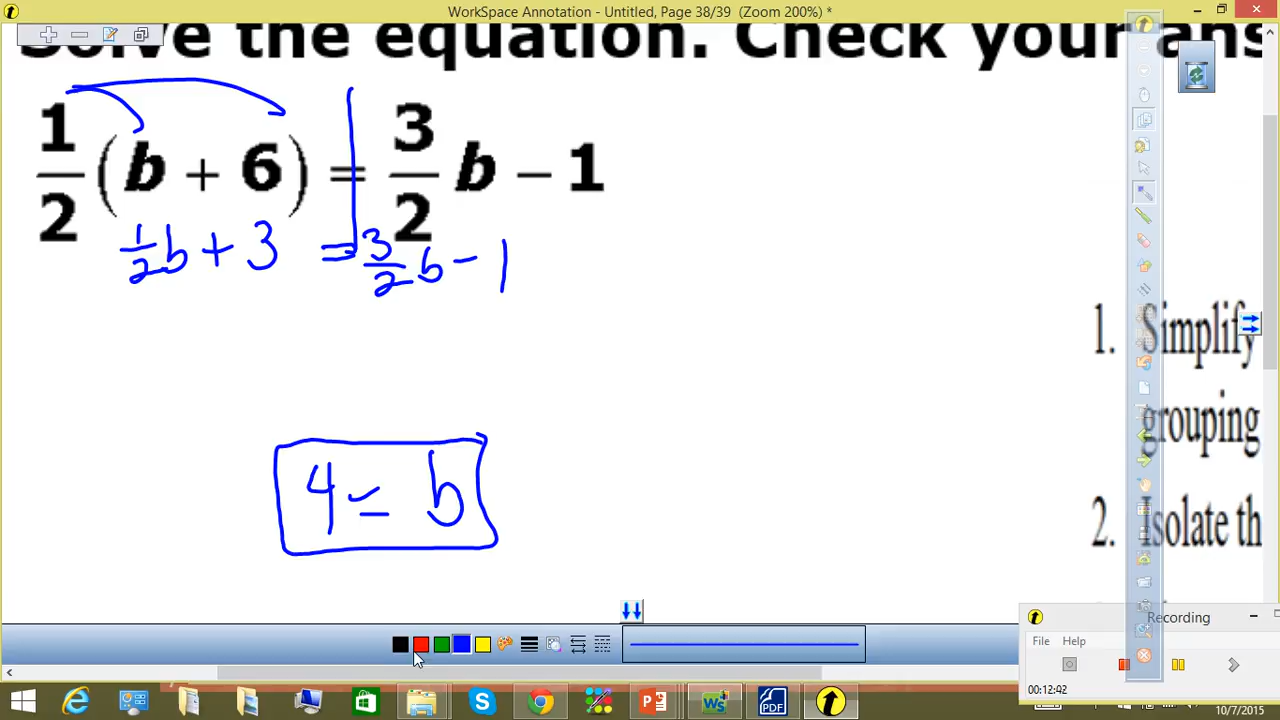 WorkSpace Annotation - Untitled, Page 38/39 (Zoom 200%) *
Solve the equation. Check your ans
1/2 (b + 6) = 3/2 b − 1
1/2 b + 3 = 3/2 b − 1
1. Simplify
grouping
4 = b
2. Isolate th
Recording
File Help
00:12:42
10/7/2015